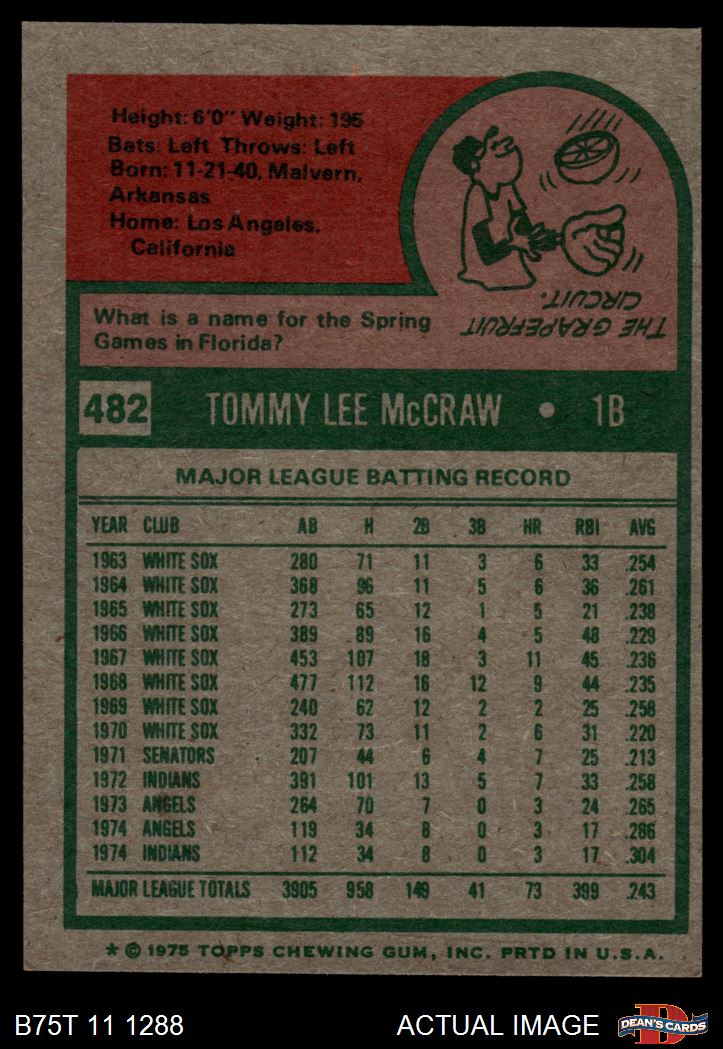 Height: 6'0" Weight: 195
Bats: Left Throws: Left
Born: 11-21-40, Malvern,
Arkansas
Home: Los Angeles,
California
THE GRAPEFRUIT
CIRCUIT.
What is a name for the Spring
Games in Florida?
482 TOMMY LEE McCRAW • 1B
MAJOR LEAGUE BATTING RECORD
YEAR CLUB AB H 2B 3B HR RBI AVG
1963 WHITE SOX 280 71 11 3 6 33 .254
1964 WHITE SOX 368 96 11 5 6 36 .261
1965 WHITE SOX 273 65 12 1 5 21 .238
1966 WHITE SOX 389 89 16 4 5 48 .229
1967 WHITE SOX 453 107 18 3 11 45 .236
1968 WHITE SOX 477 112 16 12 9 44 .235
1969 WHITE SOX 240 62 12 2 2 25 .258
1970 WHITE SOX 332 73 11 2 6 31 .220
1971 SENATORS 207 44 6 4 7 25 .213
1972 INDIANS 391 101 13 5 7 33 .258
1973 ANGELS 264 70 7 0 3 24 .265
1974 ANGELS 119 34 8 0 3 17 .286
1974 INDIANS 112 34 8 0 3 17 .304
MAJOR LEAGUE TOTALS 3905 958 149 41 73 399 .243
* © 1975 TOPPS CHEWING GUM, INC. PRTD IN U.S.A.
B75T 11 1288 ACTUAL IMAGE
D
DEAN'S CARDS